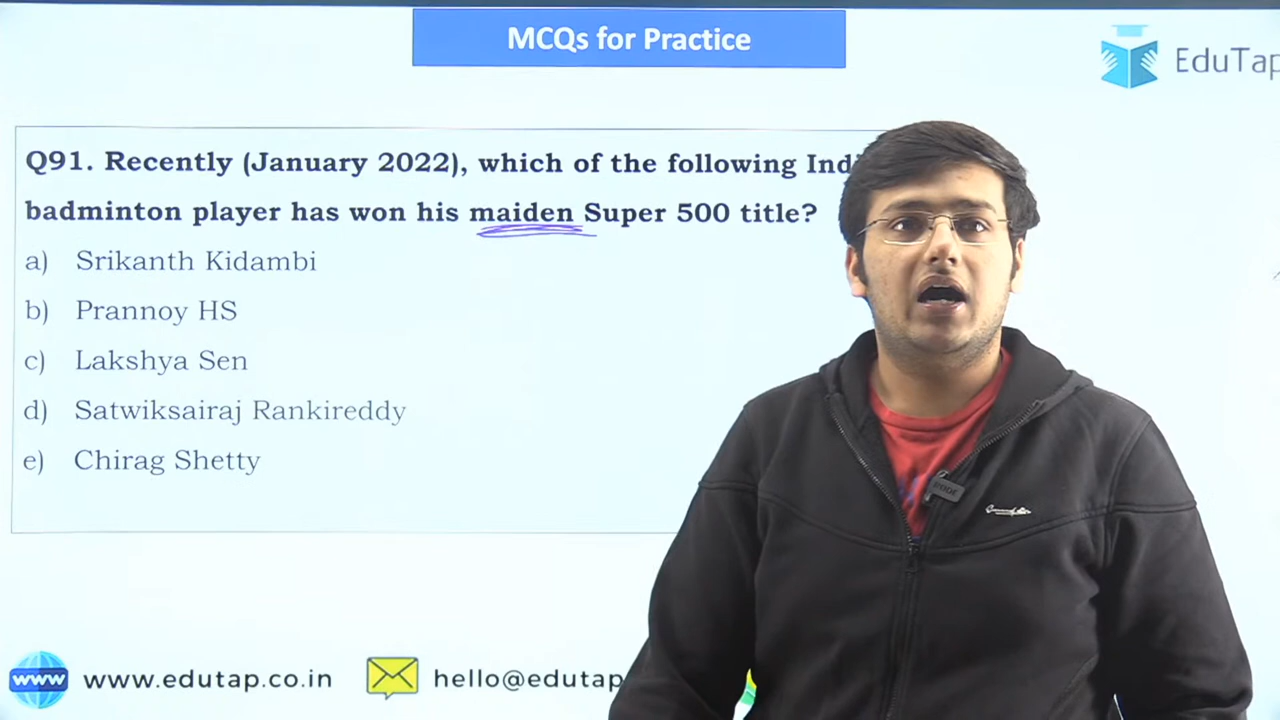 MCQs for Practice
EduTap
Q91. Recently (January 2022), which of the following
badminton player has won his maiden Super 500 title?
a) Srikanth Kidambi
b) Prannoy HS
c) Lakshya Sen
d) Satwiksairaj Rankireddy
e) Chirag Shetty
www www.edutap.co.in hello@edutap